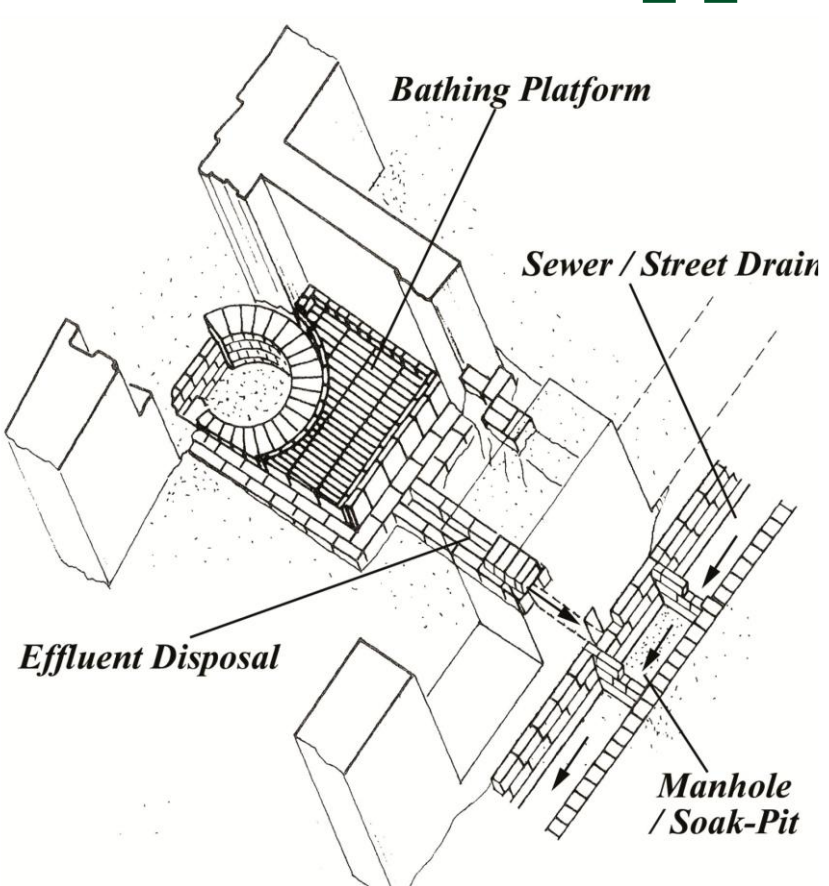 Bathing Platform
Sewer / Street Drain
Effluent Disposal
Manhole
/ Soak-Pit